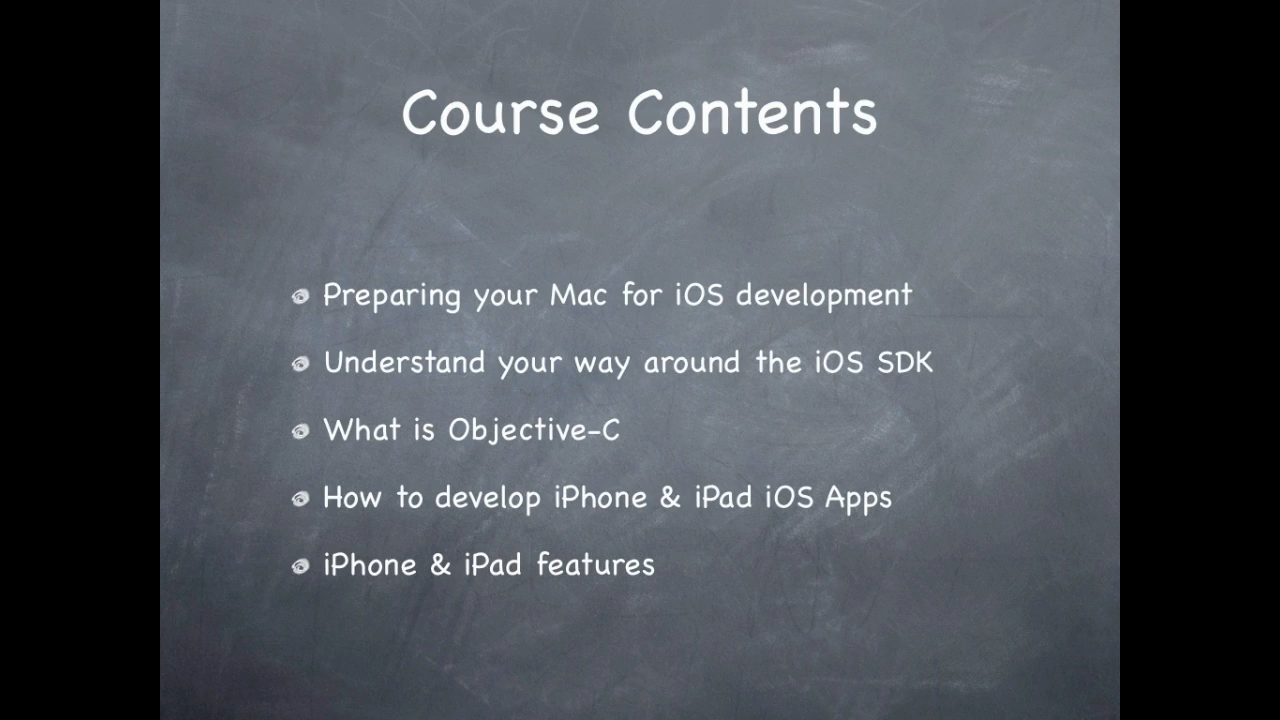 Course Contents
Preparing your Mac for iOS development
Understand your way around the iOS SDK
What is Objective-C
How to develop iPhone & iPad iOS Apps
iPhone & iPad features